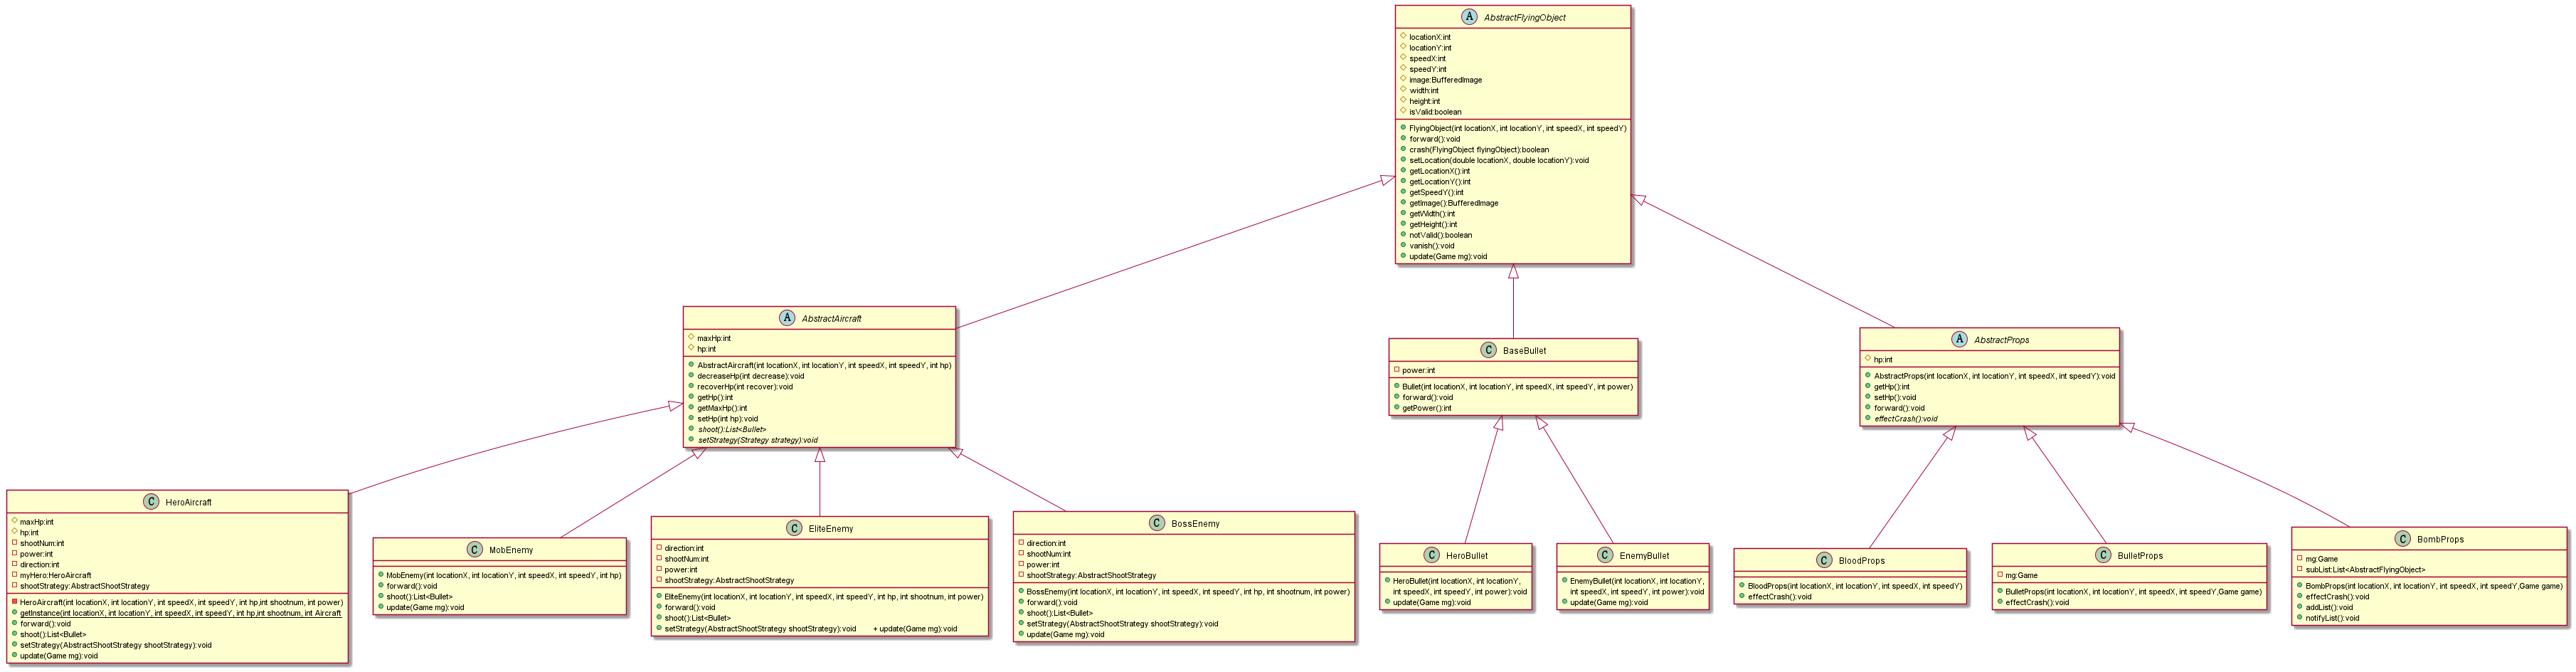 A AbstractFlyingObject
locationX:int
locationY:int
speedX:int
speedY:int
image:BufferedImage
width:int
height:int
isValid:boolean
FlyingObject(int locationX, int locationY, int speedX, int speedY)
forward():void
crash(FlyingObject flyingObject):boolean
setLocation(double locationX, double locationY):void
getLocationX():int
getLocationY():int
getSpeedY():int
getImage():BufferedImage
getWidth():int
getHeight():int
notValid():boolean
vanish():void
update(Game mg):void
A AbstractAircraft
maxHp:int
hp:int
AbstractAircraft(int locationX, int locationY, int speedX, int speedY, int hp)
decreaseHp(int decrease):void
recoverHp(int recover):void
getHp():int
getMaxHp():int
setHp(int hp):void
shoot():List<Bullet>
setStrategy(Strategy strategy):void
C BaseBullet
power:int
Bullet(int locationX, int locationY, int speedX, int speedY, int power)
forward():void
getPower():int
A AbstractProps
hp:int
AbstractProps(int locationX, int locationY, int speedX, int speedY):void
getHp():int
setHp():void
forward():void
effectCrash():void
C HeroAircraft
maxHp:int
hp:int
shootNum:int
power:int
direction:int
myHero:HeroAircraft
shootStrategy:AbstractShootStrategy
HeroAircraft(int locationX, int locationY, int speedX, int speedY, int hp,int shootnum, int power)
getInstance(int locationX, int locationY, int speedX, int speedY, int hp,int shootnum, int Aircraft
forward():void
shoot():List<Bullet>
setStrategy(AbstractShootStrategy shootStrategy):void
update(Game mg):void
C MobEnemy
MobEnemy(int locationX, int locationY, int speedX, int speedY, int hp)
forward():void
shoot():List<Bullet>
update(Game mg):void
C EliteEnemy
direction:int
shootNum:int
power:int
shootStrategy:AbstractShootStrategy
EliteEnemy(int locationX, int locationY, int speedX, int speedY, int hp, int shootnum, int power)
forward():void
shoot():List<Bullet>
setStrategy(AbstractShootStrategy shootStrategy):void + update(Game mg):void
C BossEnemy
direction:int
shootNum:int
power:int
shootStrategy:AbstractShootStrategy
BossEnemy(int locationX, int locationY, int speedX, int speedY, int hp, int shootnum, int power)
forward():void
shoot():List<Bullet>
setStrategy(AbstractShootStrategy shootStrategy):void
update(Game mg):void
C HeroBullet
HeroBullet(int locationX, int locationY,
int speedX, int speedY, int power):void
update(Game mg):void
C EnemyBullet
EnemyBullet(int locationX, int locationY,
int speedX, int speedY, int power):void
update(Game mg):void
C BloodProps
BloodProps(int locationX, int locationY, int speedX, int speedY)
effectCrash():void
C BulletProps
mg:Game
BulletProps(int locationX, int locationY, int speedX, int speedY,Game game)
effectCrash():void
C BombProps
mg:Game
subList:List<AbstractFlyingObject>
BombProps(int locationX, int locationY, int speedX, int speedY,Game game)
effectCrash():void
addList():void
notifyList():void